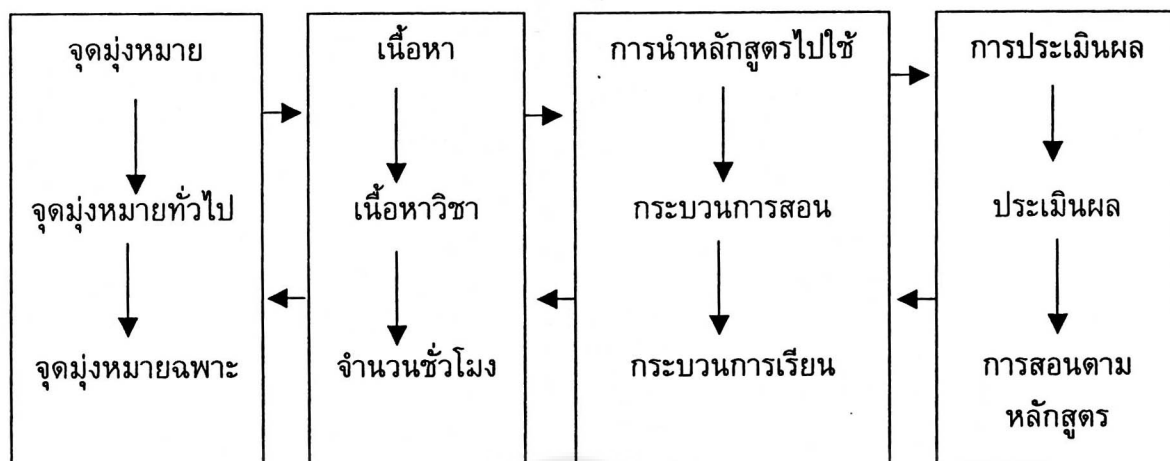 จุดมุ่งหมาย
จุดมุ่งหมายทั่วไป
จุดมุ่งหมายฉพาะ
เนื้อหา
เนื้อหาวิชา
จำนวนชั่วโมง
การนำหลักสูตรไปใช้
กระบวนการสอน
กระบวนการเรียน
การประเมินผล
ประเมินผล
การสอนตาม
หลักสูตร